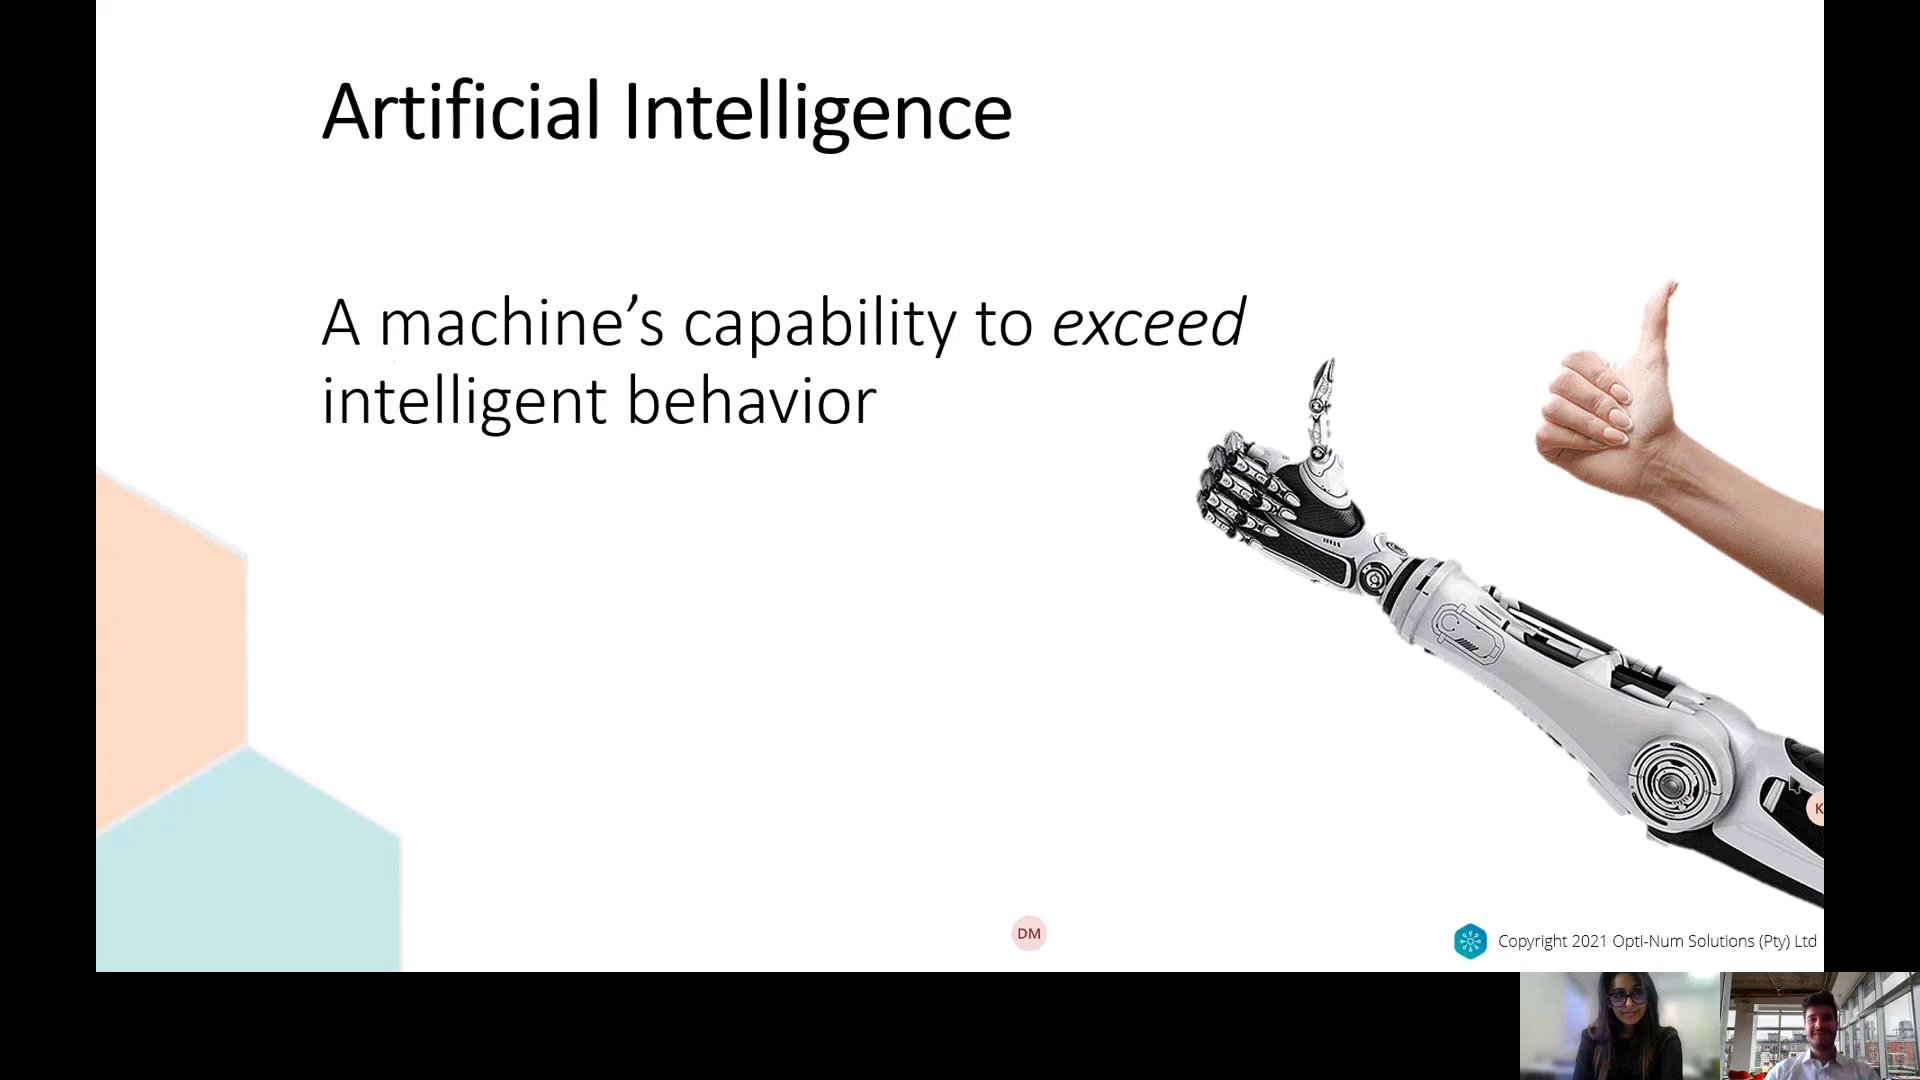 Artificial Intelligence
A machine’s capability to exceed
intelligent behavior
K
DM
Copyright 2021 Opti-Num Solutions (Pty) Ltd